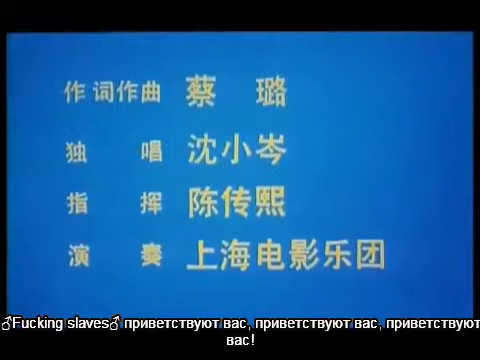 作词作曲 蔡 璐
独 唱 沈小岑
指 挥 陈传熙
演 奏 上海电影乐团
♂Fucking slaves♂ приветствуют вас, приветствуют вас, приветствуют
вас!